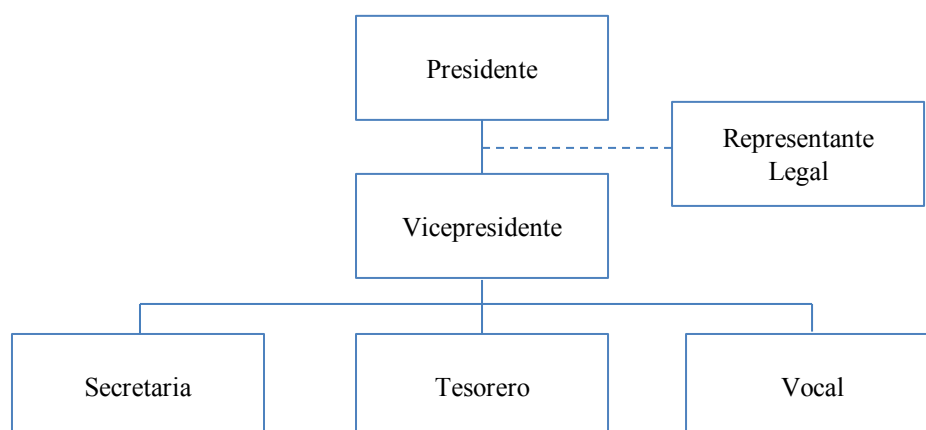 Presidente
Representante
Legal
Vicepresidente
Secretaria
Tesorero
Vocal